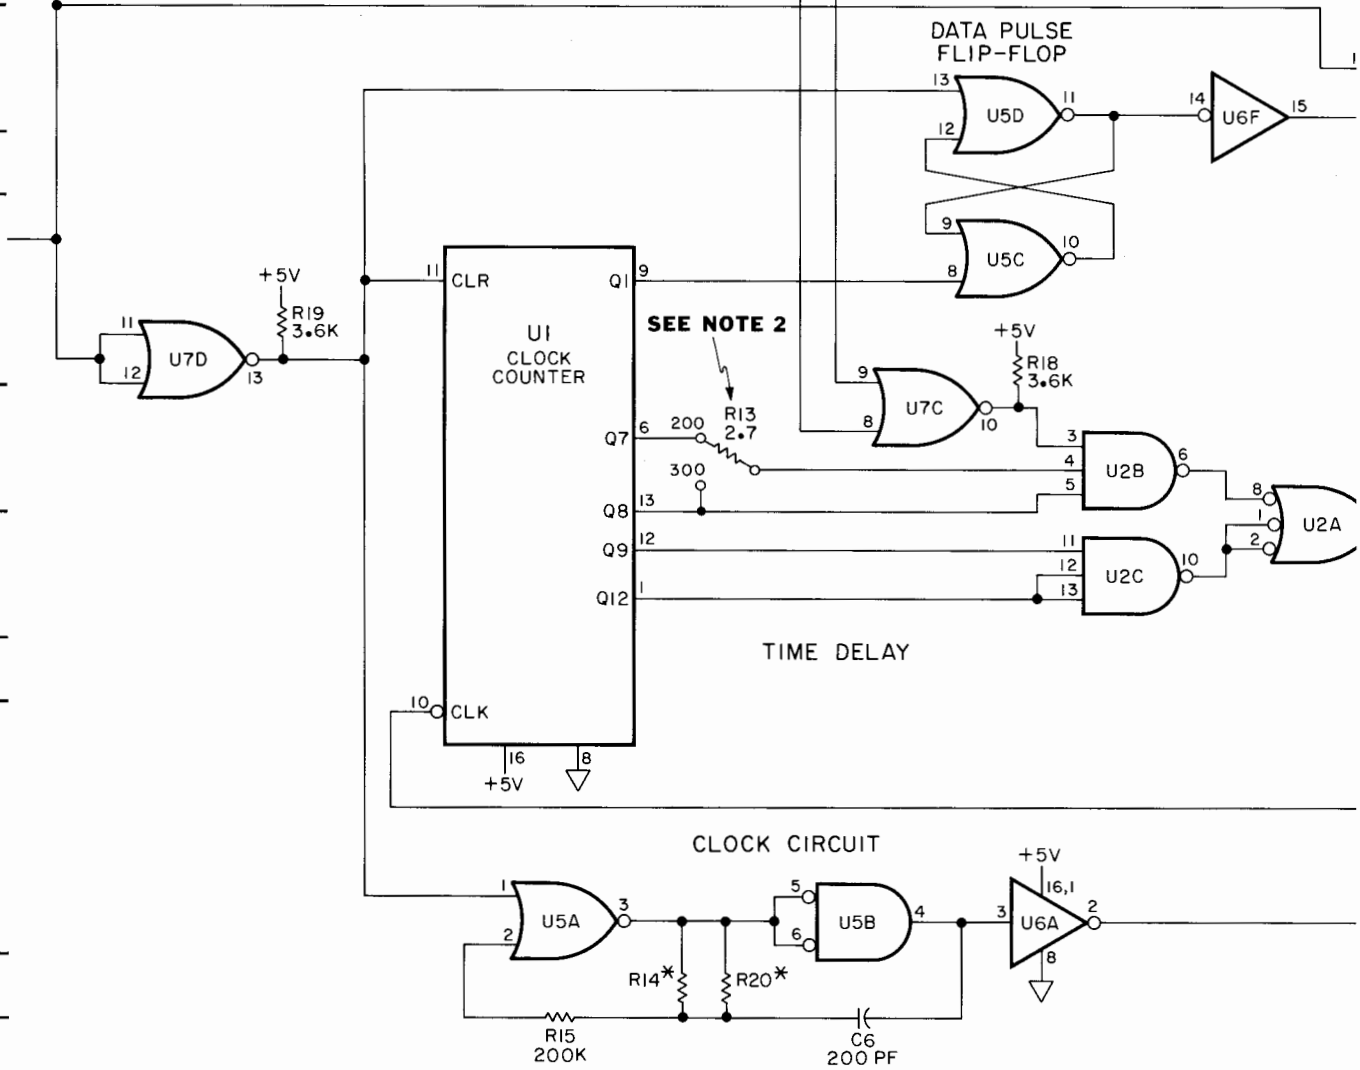 DATA PULSE
FLIP-FLOP
1
13
U5D
11
12
14
U6F
15
9
U5C
10
8
+5V
R19
3.6K
11
12
U7D
13
11
CLR
Q1
9
U1
CLOCK
COUNTER
SEE NOTE 2
R13
2.7
200
300
Q7
6
Q8
13
Q9
12
Q12
1
10
CLK
16
+5V
8
9
8
U7C
10
+5V
R18
3.6K
3
4
5
U2B
6
11
12
13
U2C
10
8
1
2
U2A
TIME DELAY
CLOCK CIRCUIT
1
2
U5A
3
R14*
R20*
R15
200K
5
6
U5B
4
C6
200 PF
+5V
16,1
3
U6A
2
8